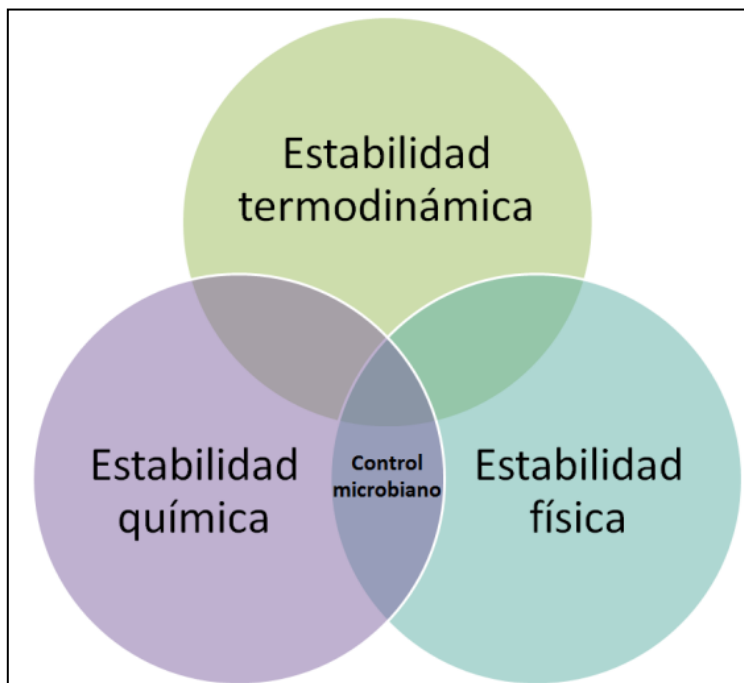 Estabilidad
termodinámica
Estabilidad
química
Control
microbiano
Estabilidad
física